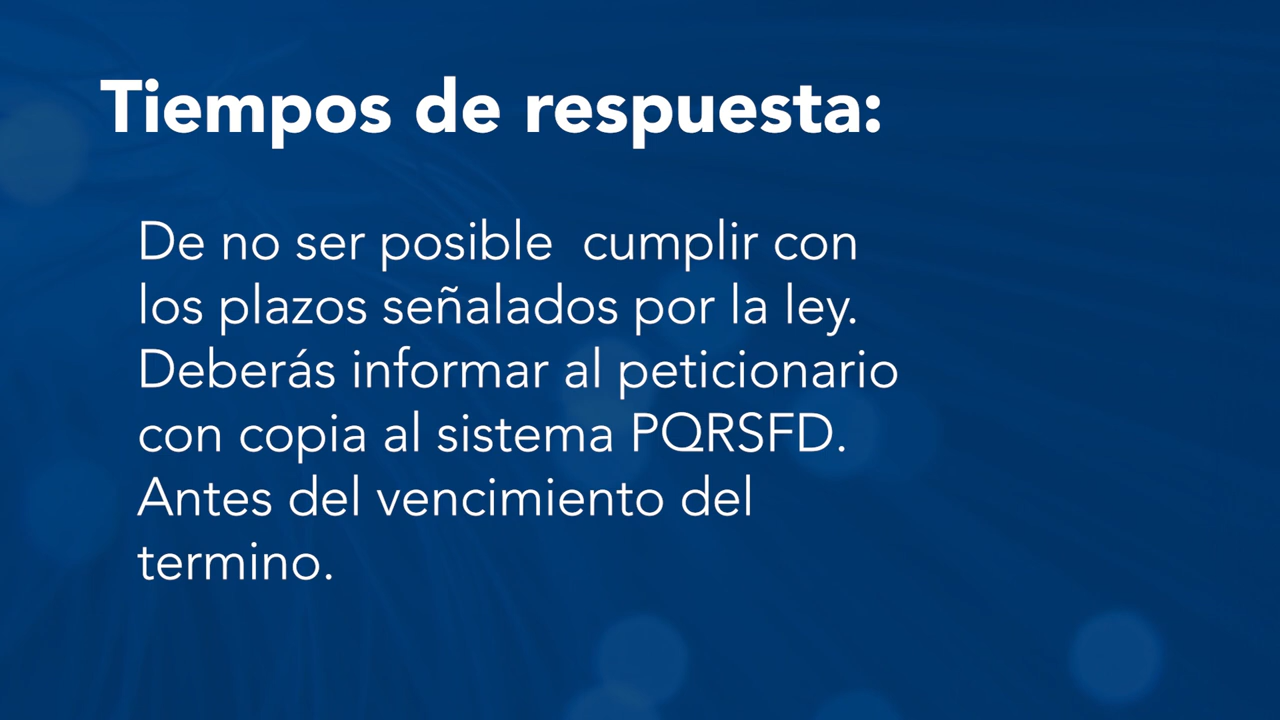 Tiempos de respuesta:
De no ser posible  cumplir con
los plazos señalados por la ley.
Deberás informar al peticionario
con copia al sistema PQRSFD.
Antes del vencimiento del
termino.